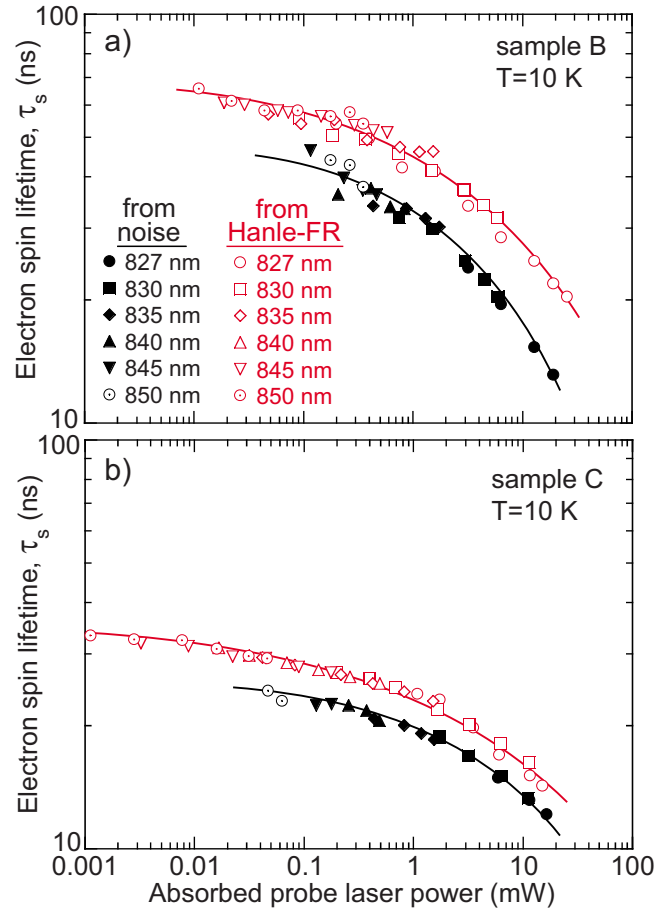 100
a)
sample B
T=10 K
Electron spin lifetime, τs (ns)
from from
noise Hanle-FR
827 nm 827 nm
830 nm 830 nm
835 nm 835 nm
840 nm 840 nm
845 nm 845 nm
850 nm 850 nm
10
100
b)
sample C
T=10 K
Electron spin lifetime, τs (ns)
10
0.001 0.01 0.1 1 10 100
Absorbed probe laser power (mW)